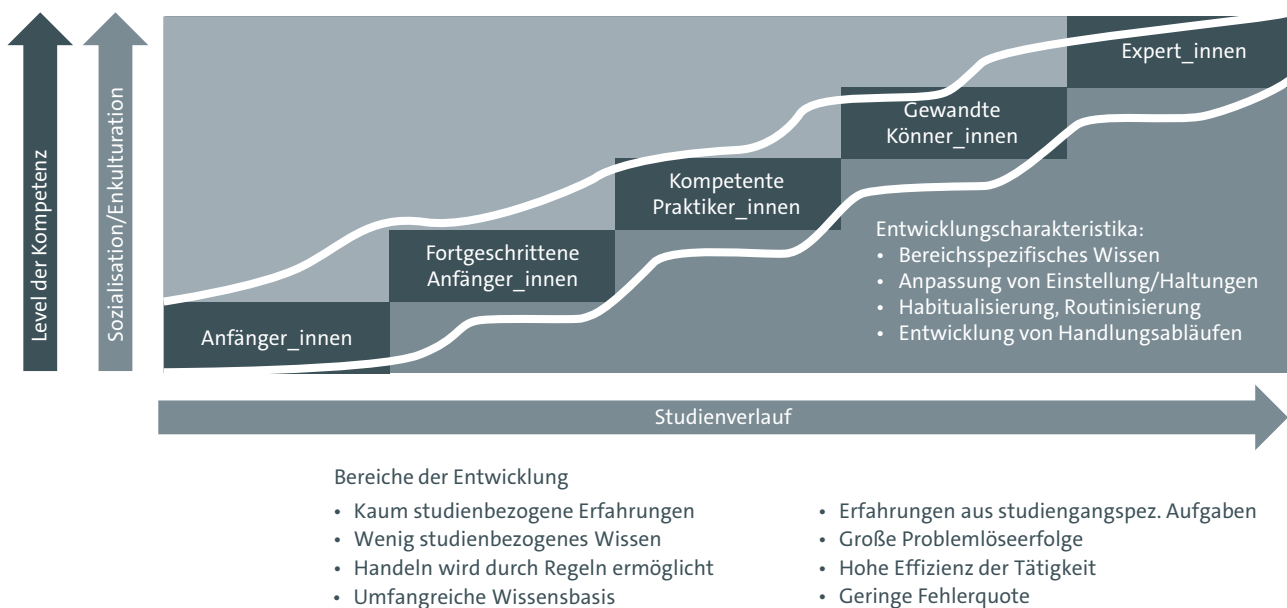 Level der Kompetenz
Sozialisation/Enkulturation
Expert_innen
Gewandte
Könner_innen
Kompetente
Praktiker_innen
Fortgeschrittene
Anfänger_innen
Anfänger_innen
Entwicklungscharakteristika:
• Bereichsspezifisches Wissen
• Anpassung von Einstellung/Haltungen
• Habitualisierung, Routinisierung
• Entwicklung von Handlungsabläufen
Studienverlauf
Bereiche der Entwicklung
• Kaum studienbezogene Erfahrungen
• Wenig studienbezogenes Wissen
• Handeln wird durch Regeln ermöglicht
• Umfangreiche Wissensbasis
• Erfahrungen aus studiengangspez. Aufgaben
• Große Problemlöseerfolge
• Hohe Effizienz der Tätigkeit
• Geringe Fehlerquote